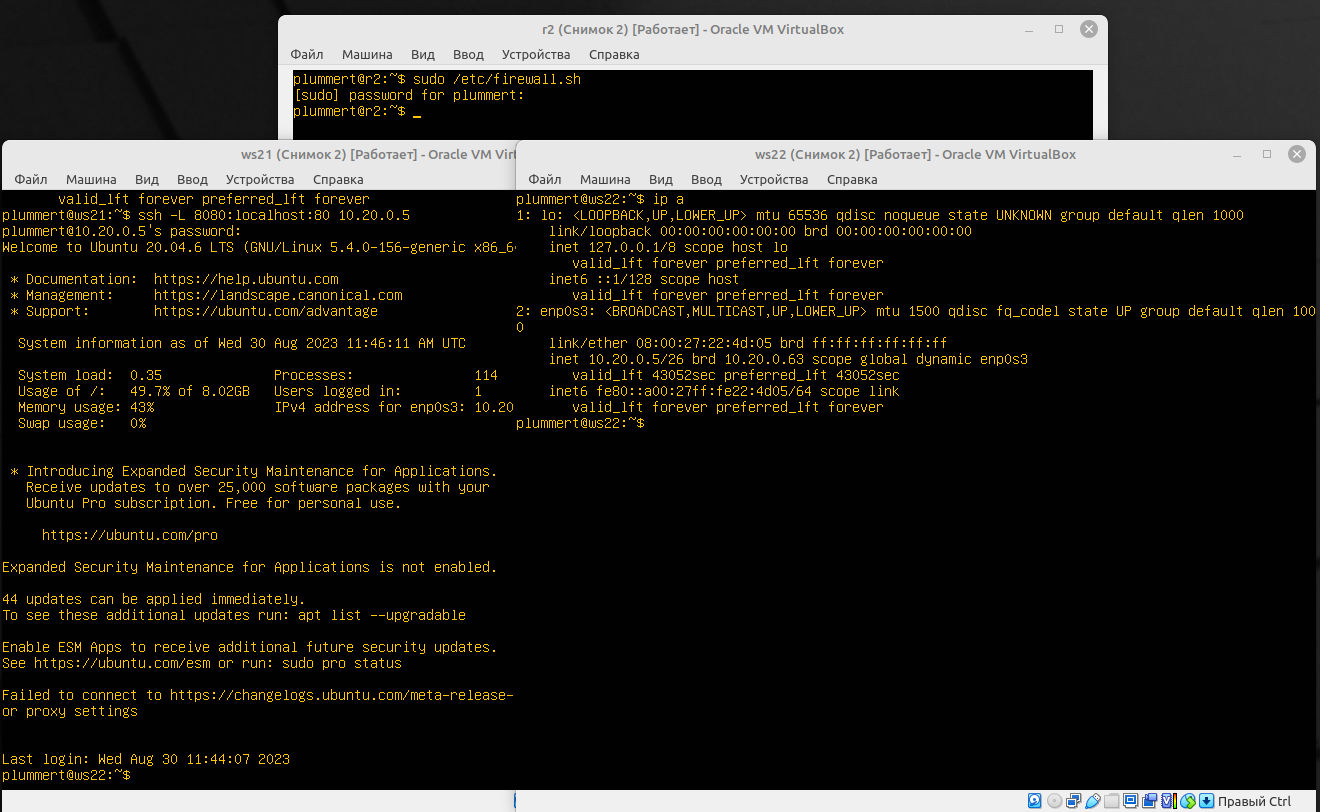 r2 (Снимок 2) [Работает] - Oracle VM VirtualBox
Файл Машина Вид Ввод Устройства Справка
plummert@r2:~$ sudo /etc/firewall.sh
[sudo] password for plummert:
plummert@r2:~$ _
ws21 (Снимок 2) [Работает] - Oracle VM Virt
Файл Машина Вид Ввод Устройства Справка
valid_lft forever preferred_lft forever
plummert@ws21:~$ ssh -L 8080:localhost:80 10.20.0.5
plummert@10.20.0.5's password:
Welcome to Ubuntu 20.04.6 LTS (GNU/Linux 5.4.0-156-generic x86_6
* Documentation: https://help.ubuntu.com
* Management: https://landscape.canonical.com
* Support: https://ubuntu.com/advantage
System information as of Wed 30 Aug 2023 11:46:11 AM UTC
System load: 0.35 Processes: 114
Usage of /: 49.7% of 8.02GB Users logged in: 1
Memory usage: 43% IPv4 address for enp0s3: 10.20
Swap usage: 0%
* Introducing Expanded Security Maintenance for Applications.
Receive updates to over 25,000 software packages with your
Ubuntu Pro subscription. Free for personal use.
https://ubuntu.com/pro
Expanded Security Maintenance for Applications is not enabled.
44 updates can be applied immediately.
To see these additional updates run: apt list --upgradable
Enable ESM Apps to receive additional future security updates.
See https://ubuntu.com/esm or run: sudo pro status
Failed to connect to https://changelogs.ubuntu.com/meta-release-
or proxy settings
Last login: Wed Aug 30 11:44:07 2023
plummert@ws22:~$
ws22 (Снимок 2) [Работает] - Oracle VM VirtualBox
Файл Машина Вид Ввод Устройства Справка
plummert@ws22:~$ ip a
1: lo: <LOOPBACK,UP,LOWER_UP> mtu 65536 qdisc noqueue state UNKNOWN group default qlen 1000
link/loopback 00:00:00:00:00:00 brd 00:00:00:00:00:00
inet 127.0.0.1/8 scope host lo
valid_lft forever preferred_lft forever
inet6 ::1/128 scope host
valid_lft forever preferred_lft forever
2: enp0s3: <BROADCAST,MULTICAST,UP,LOWER_UP> mtu 1500 qdisc fq_codel state UP group default qlen 100
0
link/ether 08:00:27:22:4d:05 brd ff:ff:ff:ff:ff:ff
inet 10.20.0.5/26 brd 10.20.0.63 scope global dynamic enp0s3
valid_lft 43052sec preferred_lft 43052sec
inet6 fe80::a00:27ff:fe22:4d05/64 scope link
valid_lft forever preferred_lft forever
plummert@ws22:~$
Правый Ctrl